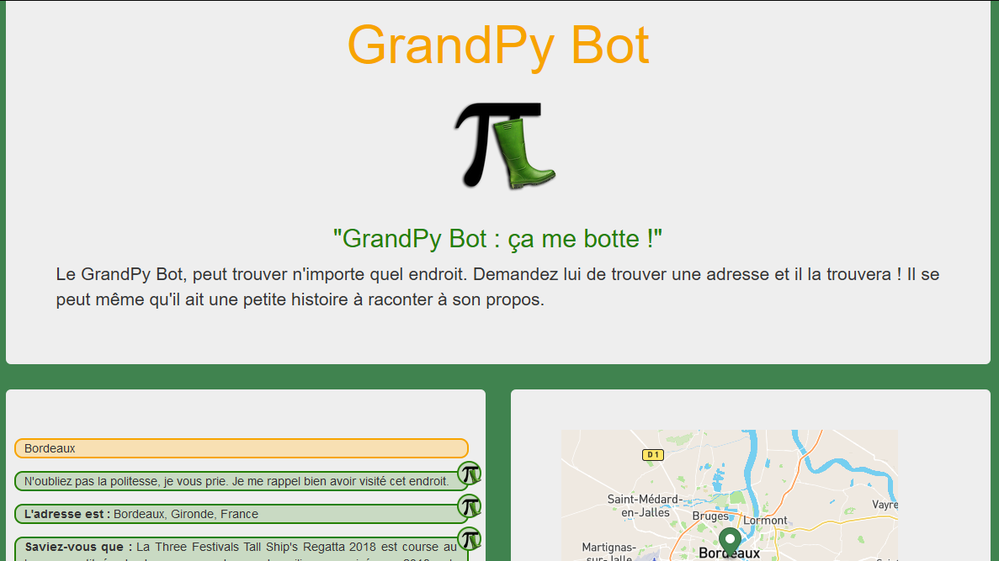 GrandPy Bot
"GrandPy Bot : ça me botte !"
Le GrandPy Bot, peut trouver n'importe quel endroit. Demandez lui de trouver une adresse et il la trouvera ! Il se
peut même qu'il ait une petite histoire à raconter à son propos.
Bordeaux
N'oubliez pas la politesse, je vous prie. Je me rappel bien avoir visité cet endroit.
L'adresse est : Bordeaux, Gironde, France
Saviez-vous que : La Three Festivals Tall Ship's Regatta 2018 est course au
D 1
Saint-Médard-
en-Jalles
Bruges
Lormont
Vayre
Martignas-
sur-Jalle
Bordeaux